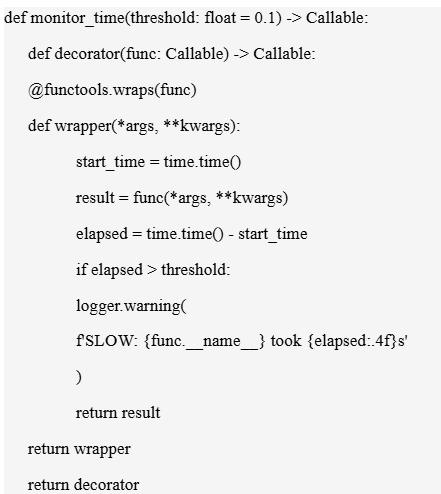 def monitor_time(threshold: float = 0.1) -> Callable:
def decorator(func: Callable) -> Callable:
@functools.wraps(func)
def wrapper(*args, **kwargs):
start_time = time.time()
result = func(*args, **kwargs)
elapsed = time.time() - start_time
if elapsed > threshold:
logger.warning(
f'SLOW: {func.__name__} took {elapsed:.4f}s'
)
return result
return wrapper
return decorator